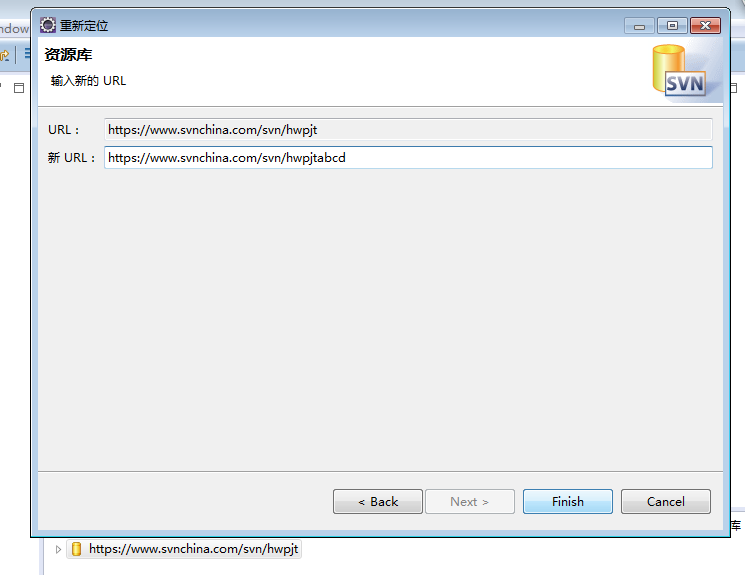 重新定位
ndow
资源库
输入新的 URL
SVN
URL： https://www.svnchina.com/svn/hwpjt
新 URL： https://www.svnchina.com/svn/hwpjtabcd
< Back Next > Finish Cancel
库
https://www.svnchina.com/svn/hwpjt